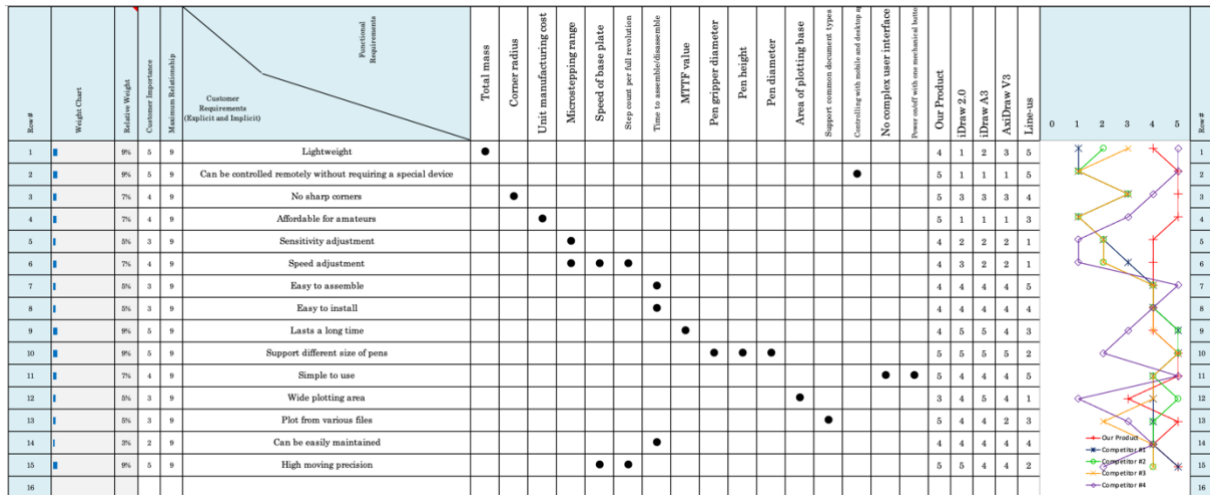 Row #
Weight Chart
Relative Weight
Customer Importance
Maximum Relationship
Customer
Requirements
(Explicit and Implicit)
Functional
Requirements
Total mass
Corner radius
Unit manufacturing cost
Microstepping range
Speed of base plate
Step count per full revolution
Time to assemble/disassemble
MTTF value
Pen gripper diameter
Pen height
Pen diameter
Area of plotting base
Support common document types
Controlling with mobile and desktop
No complex user interface
Power on/off with one mechanical
Our Product
iDraw 2.0
iDraw A3
AxiDraw V3
Line-us
0 1 2 3 4 5
Row #
1 9% 5 9 Lightweight ● 4 1 2 3 5 1
2 9% 5 9 Can be controlled remotely without requiring a special device ● 5 1 1 1 5 2
3 7% 4 9 No sharp corners ● 5 3 3 3 4 3
4 7% 4 9 Affordable for amateurs ● 5 1 1 1 3 4
5 5% 3 9 Sensitivity adjustment ● 4 2 2 2 1 5
6 7% 4 9 Speed adjustment ● ● ● 4 3 2 2 1 6
7 5% 3 9 Easy to assemble ● 4 4 4 4 5 7
8 5% 3 9 Easy to install ● 4 4 4 4 4 8
9 9% 5 9 Lasts a long time ● 4 5 5 4 3 9
10 9% 5 9 Support different size of pens ● ● ● 5 5 5 5 2 10
11 7% 4 9 Simple to use ● ● 5 4 4 4 5 11
12 5% 3 9 Wide plotting area ● 3 4 5 4 1 12
13 5% 3 9 Plot from various files ● 5 4 4 2 3 13
14 3% 2 9 Can be easily maintained ● 4 4 4 4 4 14
15 9% 5 9 High moving precision ● ● 5 5 4 4 2 15
16 16
Our Product
Competitor #1
Competitor #2
Competitor #3
Competitor #4